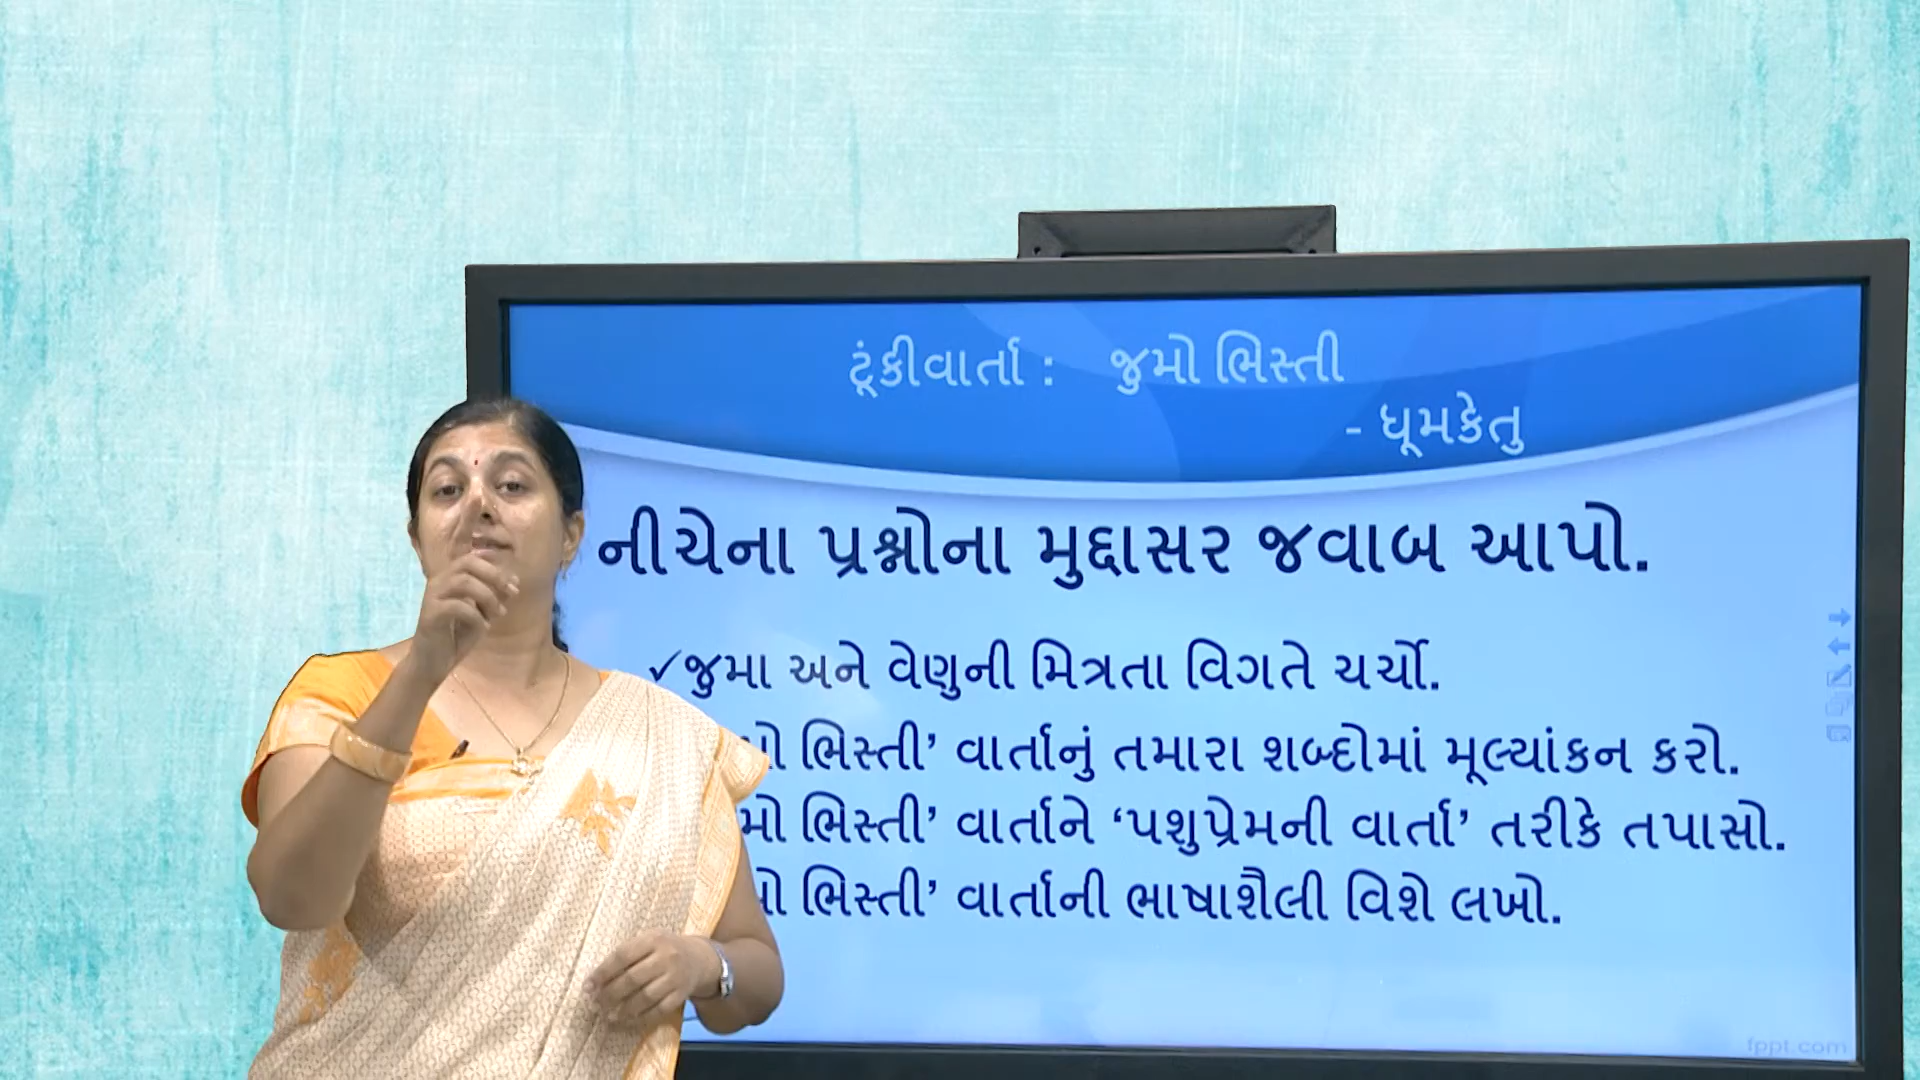 ટૂંકીવાર્તા : જુમો ભિસ્તી
- ધૂમકેતુ
નીચેના પ્રશ્નોના મુદ્દાસર જવાબ આપો.
✓જુમા અને વેણુની મિત્રતા વિગતે ચર્ચો.
ભિસ્તી’ વાર્તાનું તમારા શબ્દોમાં મૂલ્યાંકન કરો.
ભિસ્તી’ વાર્તાને ‘પશુપ્રેમની વાર્તા’ તરીકે તપાસો.
ભિસ્તી’ વાર્તાની ભાષાશૈલી વિશે લખો.
fppt.com